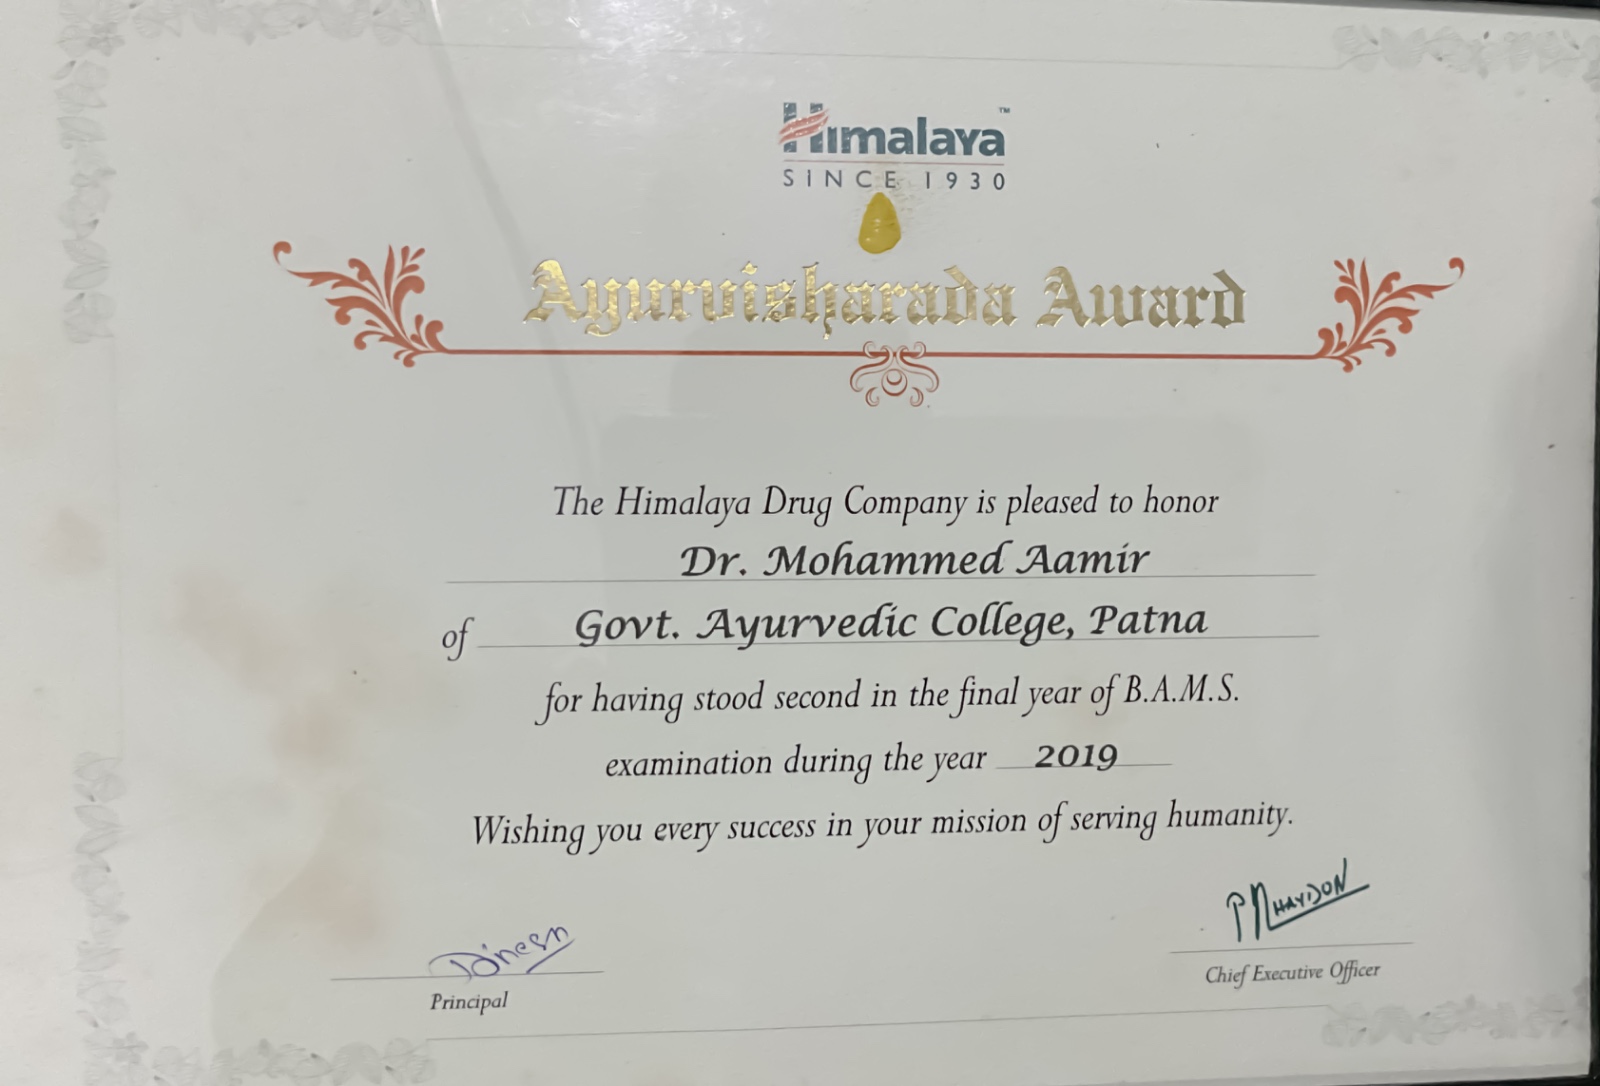 Himalaya™
SINCE 1930
Ayurvisharada Award
The Himalaya Drug Company is pleased to honor
Dr. Mohammed Aamir
of Govt. Ayurvedic College, Patna
for having stood second in the final year of B.A.M.S.
examination during the year 2019
Wishing you every success in your mission of serving humanity.
Dinesh
Principal
P N HAYDON
Chief Executive Officer